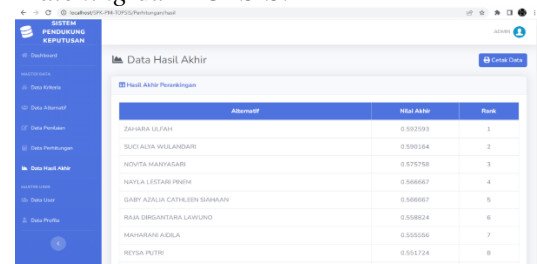 localhost/SPK-PM-TOPSIS/Perhitungan/hasil
SISTEM
PENDUKUNG
KEPUTUSAN
ADMIN
Dashboard
MASTER DATA
Data Kriteria
Data Alternatif
Data Penilaian
Data Perhitungan
Data Hasil Akhir
MASTER USER
Data User
Data Profile
Data Hasil Akhir
Cetak Data
Hasil Akhir Perankingan
Alternatif Nilai Akhir Rank
ZAHARA ULFAH 0.592593 1
SUCI ALYA WULANDARI 0.590164 2
NOVITA MANYASARI 0.575758 3
NAYLA LESTARI PINEM 0.566667 4
GABY AZALIA CATHLEEN SIAHAAN 0.566667 5
RAJA DIRGANTARA LAWUNO 0.558824 6
MAHARANI AIDILA 0.555556 7
REYSA PUTRI 0.551724 8